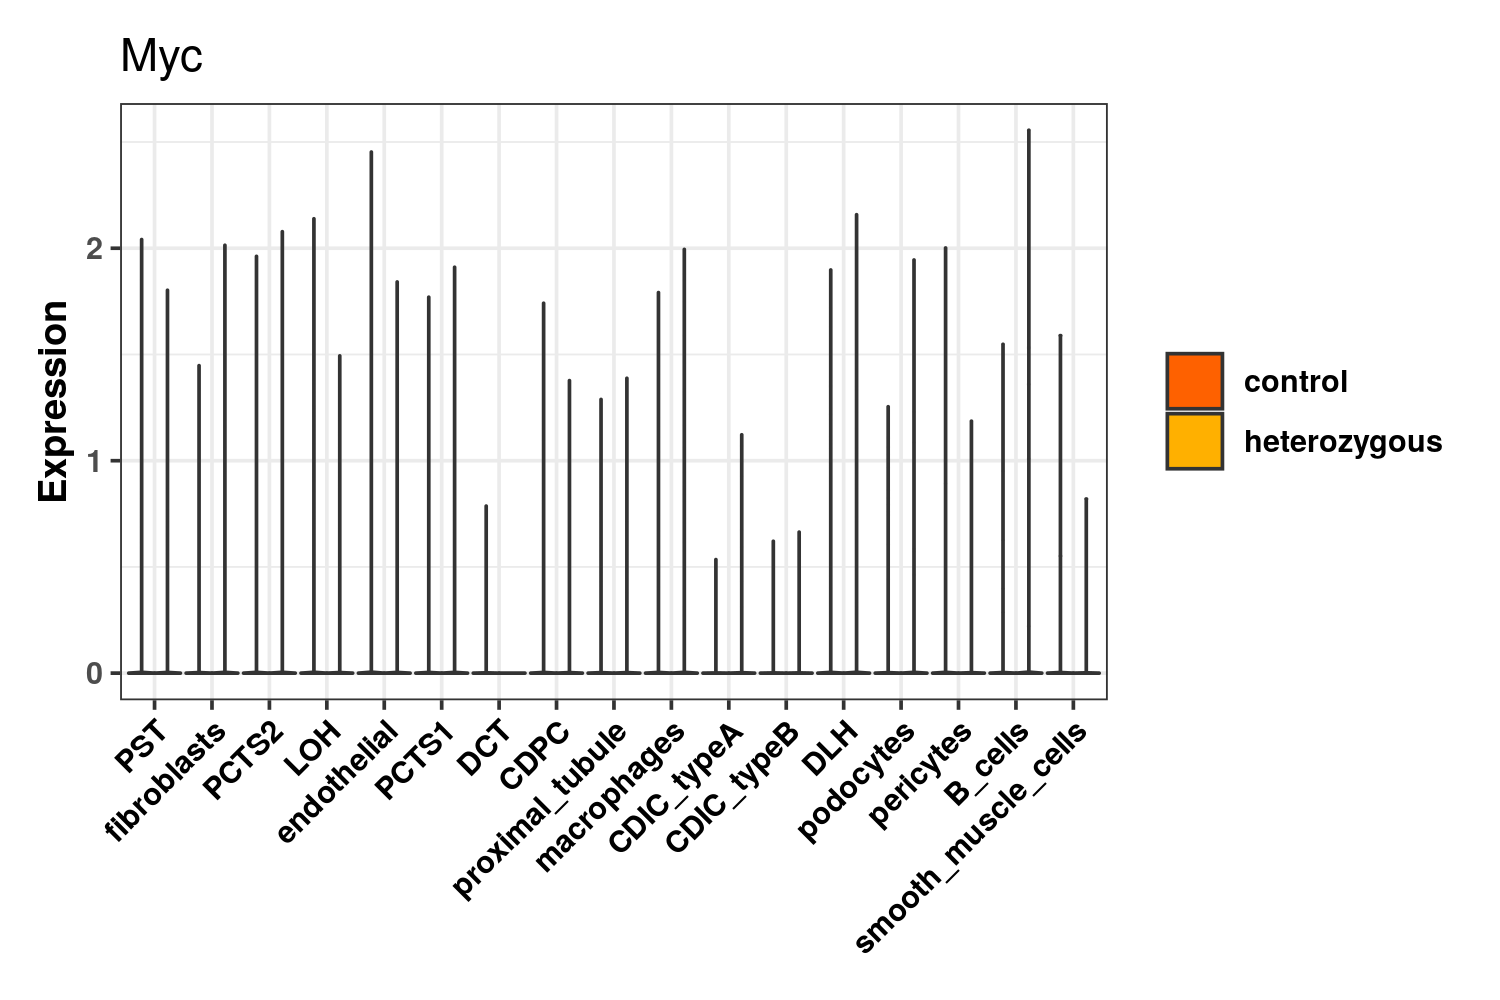 Myc
Expression
2
1
0
PST
fibroblasts
PCTS2
LOH
endothelial
PCTS1
DCT
CDPC
proximal_tubule
macrophages
CDIC_typeA
CDIC_typeB
DLH
podocytes
pericytes
B_cells
smooth_muscle_cells
control
heterozygous